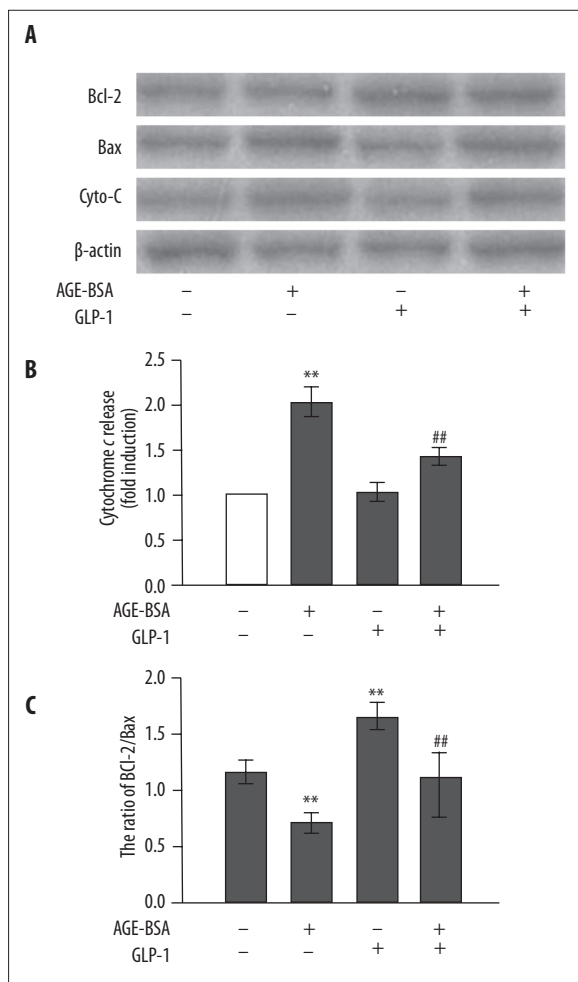 A
Bcl-2
Bax
Cyto-C
β-actin
AGE-BSA – + – +
GLP-1 – – + +
B
Cytochrome c release
(fold induction)
2.5
2.0
1.5
1.0
0.5
0.0
**
##
AGE-BSA – + – +
GLP-1 – – + +
C
The ratio of BCl-2/Bax
2.0
1.5
1.0
0.5
0.0
**
**
##
AGE-BSA – + – +
GLP-1 – – + +